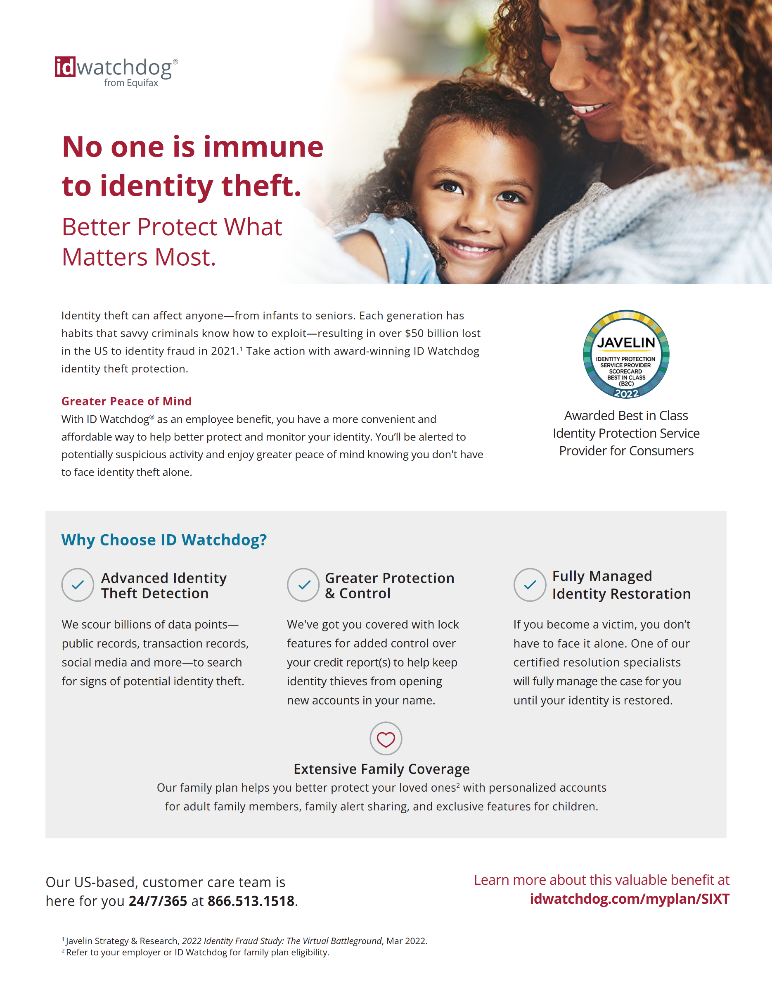 idwatchdog®
from Equifax
No one is immune
to identity theft.
Better Protect What
Matters Most.
Identity theft can affect anyone—from infants to seniors. Each generation has
habits that savvy criminals know how to exploit—resulting in over $50 billion lost
in the US to identity fraud in 2021.¹ Take action with award-winning ID Watchdog
identity theft protection.
Greater Peace of Mind
With ID Watchdog® as an employee benefit, you have a more convenient and
affordable way to help better protect and monitor your identity. You’ll be alerted to
potentially suspicious activity and enjoy greater peace of mind knowing you don't have
to face identity theft alone.
JAVELIN
IDENTITY PROTECTION
SERVICE PROVIDER
SCORECARD
BEST IN CLASS
(B2C)
2022
Awarded Best in Class
Identity Protection Service
Provider for Consumers
Why Choose ID Watchdog?
Advanced Identity
Theft Detection
We scour billions of data points—
public records, transaction records,
social media and more—to search
for signs of potential identity theft.
Greater Protection
& Control
We've got you covered with lock
features for added control over
your credit report(s) to help keep
identity thieves from opening
new accounts in your name.
Fully Managed
Identity Restoration
If you become a victim, you don’t
have to face it alone. One of our
certified resolution specialists
will fully manage the case for you
until your identity is restored.
Extensive Family Coverage
Our family plan helps you better protect your loved ones² with personalized accounts
for adult family members, family alert sharing, and exclusive features for children.
Our US-based, customer care team is
here for you 24/7/365 at 866.513.1518.
Learn more about this valuable benefit at
idwatchdog.com/myplan/SIXT
¹ Javelin Strategy & Research, 2022 Identity Fraud Study: The Virtual Battleground, Mar 2022.
² Refer to your employer or ID Watchdog for family plan eligibility.